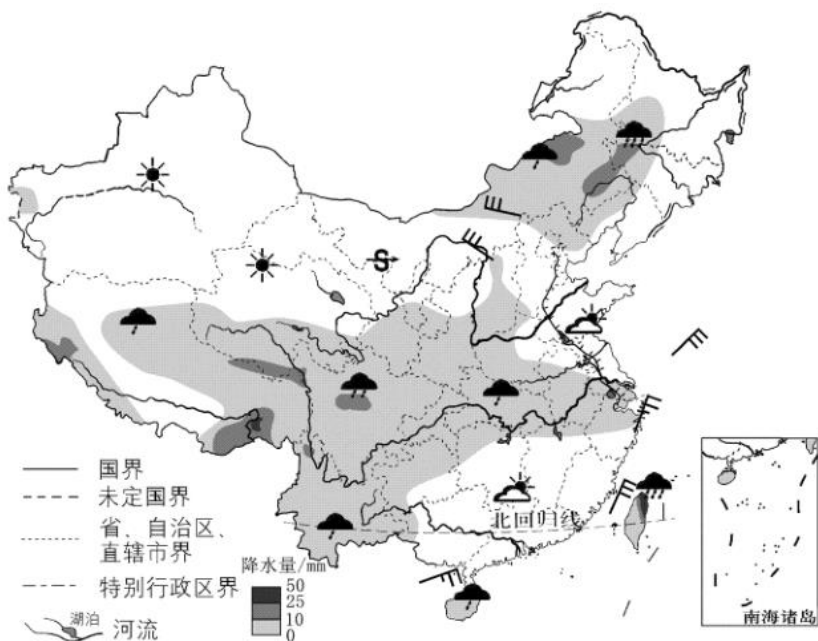 S
北回归线
国界
未定国界
省、自治区、
直辖市界
特别行政区界
湖泊
河流
降水量/mm
50
25
10
0
南海诸岛